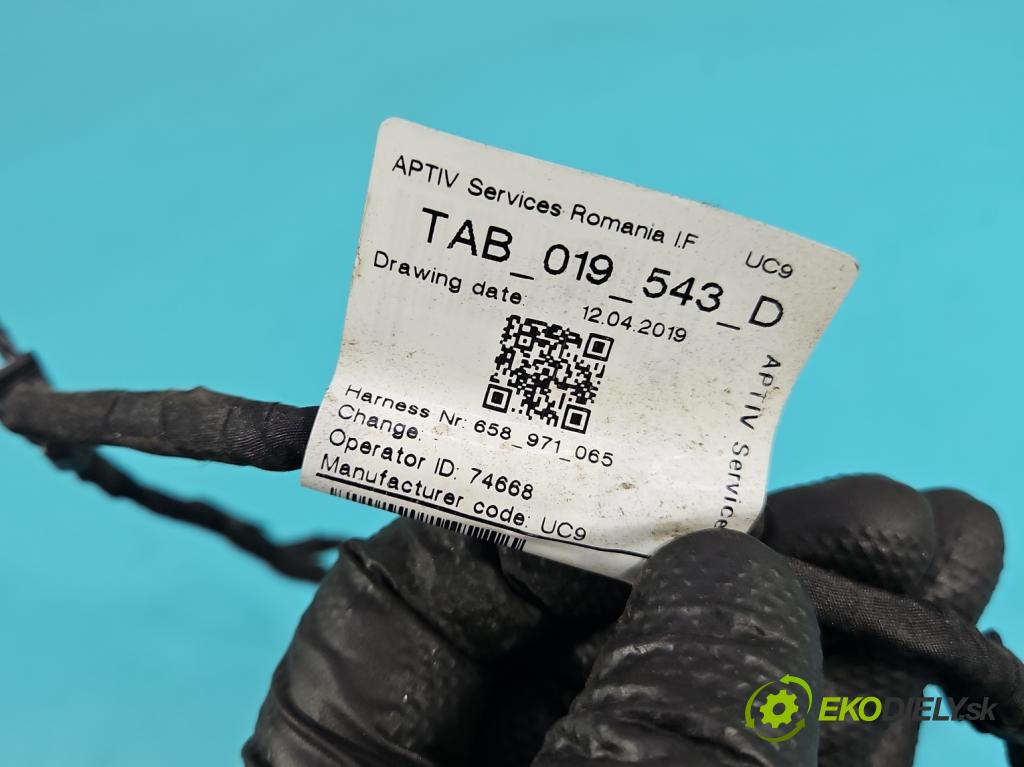 APTIV Services Romania I.F UC9
TAB_019_543_D
Drawing date: 12.04.2019
Harness Nr: 658_971_065
Change:
Operator ID: 74668
Manufacturer code: UC9
APTIV Service
EKODIELY.sk